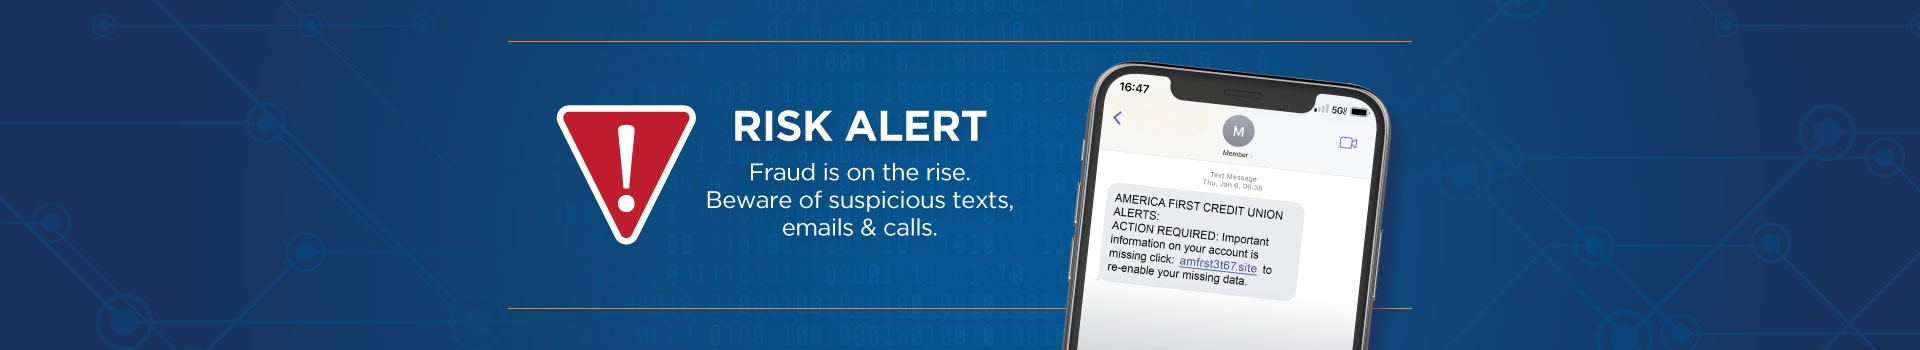 RISK ALERT
Fraud is on the rise.
Beware of suspicious texts,
emails & calls.
16:47
5G
M
Member
Text Message
Thu, Jan 6, 08:38
AMERICA FIRST CREDIT UNION
ALERTS:
ACTION REQUIRED: Important
information on your account is
missing click: amfrst3t67.site to
re-enable your missing data.